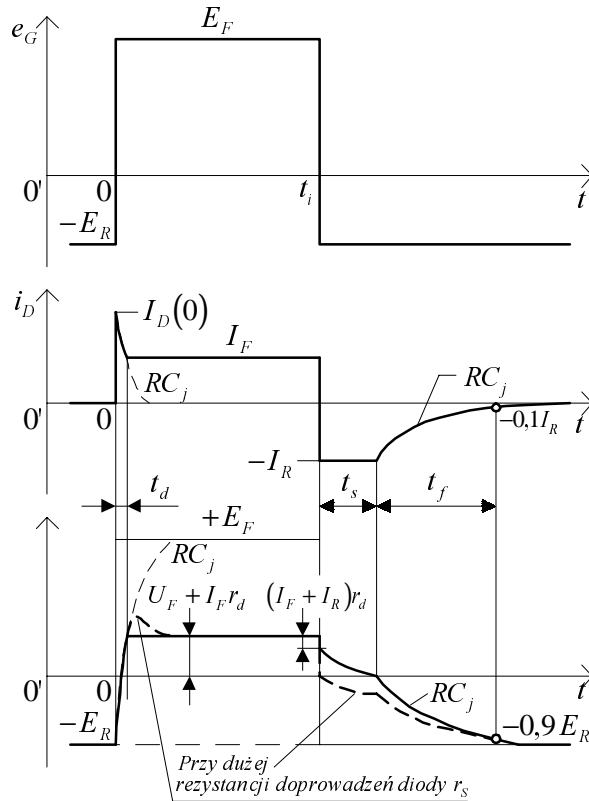 e_G
E_F
0'
0
t_i
t
−E_R
i_D
I_D(0)
I_F
RC_j
RC_j
0'
0
t
−0,1I_R
−I_R
t_d
t_s
t_f
+E_F
RC_j
U_F + I_F r_d
(I_F + I_R)r_d
0'
0
t
RC_j
−E_R
−0,9E_R
Przy dużej
rezystancji doprowadzeń diody r_S